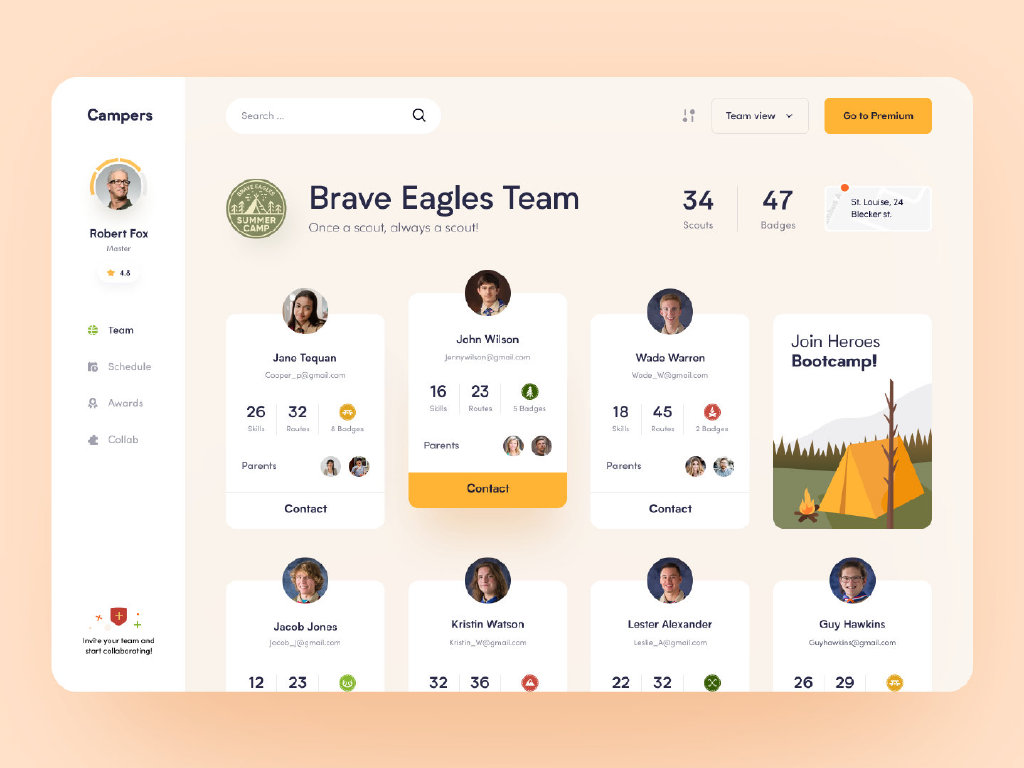 Campers
Search ...
Team view
Go to Premium
Robert Fox
Master
4.8
BRAVE EAGLES
SUMMER
CAMP
Brave Eagles Team
Once a scout, always a scout!
34
Scouts
47
Badges
St. Louise, 24
Blecker st.
Team
Schedule
Awards
Collab
Invite your team and
start collaborating!
Jane Tequan
Cooper_p@gmail.com
26 32
Skills Routes 8 Badges
Parents
Contact
John Wilson
Jennywilson@gmail.com
16 23
Skills Routes 5 Badges
Parents
Contact
Wade Warren
Wade_W@gmail.com
18 45
Skills Routes 2 Badges
Parents
Contact
Join Heroes
Bootcamp!
Jacob Jones
Jacob_J@gmail.com
12 23
Kristin Watson
Kristin_W@gmail.com
32 36
Lester Alexander
Leslie_A@gmail.com
22 32
Guy Hawkins
Guyhawkins@gmail.com
26 29